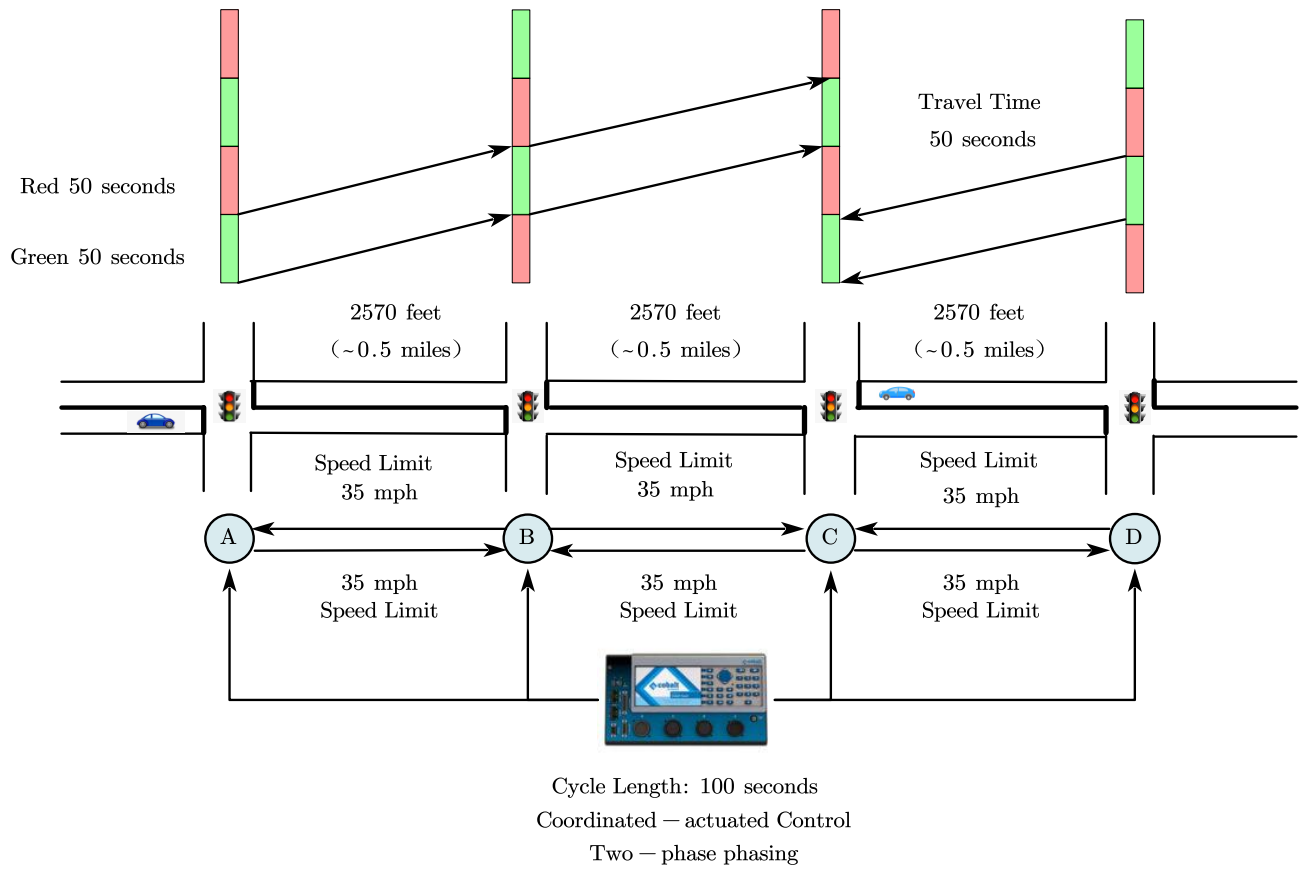 Travel Time
50 seconds
Red 50 seconds
Green 50 seconds
2570 feet
(~0.5 miles)
2570 feet
(~0.5 miles)
2570 feet
(~0.5 miles)
Speed Limit
35 mph
Speed Limit
35 mph
Speed Limit
35 mph
A
B
C
D
35 mph
Speed Limit
35 mph
Speed Limit
35 mph
Speed Limit
cobalt
Cycle Length: 100 seconds
Coordinated – actuated Control
Two – phase phasing